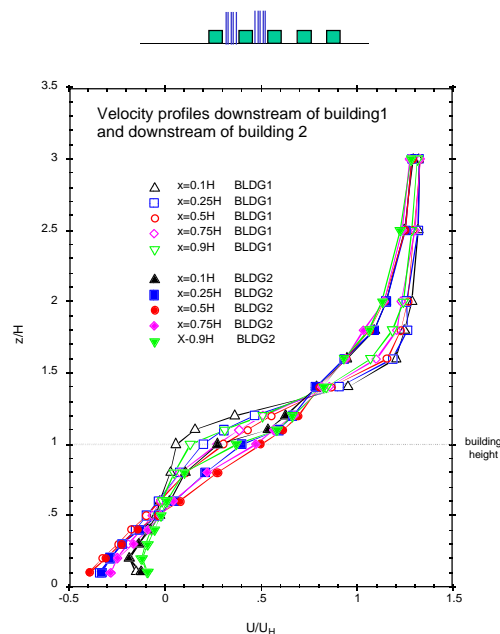 3.5
Velocity profiles downstream of building1
and downstream of building 2
3
x=0.1H BLDG1
x=0.25H BLDG1
x=0.5H BLDG1
x=0.75H BLDG1
x=0.9H BLDG1
2.5
x=0.1H BLDG2
x=0.25H BLDG2
x=0.5H BLDG2
x=0.75H BLDG2
X-0.9H BLDG2
2
z/H
1.5
1
building
height
0.5
0
-0.5 0 .5 1 1.5
U/UH